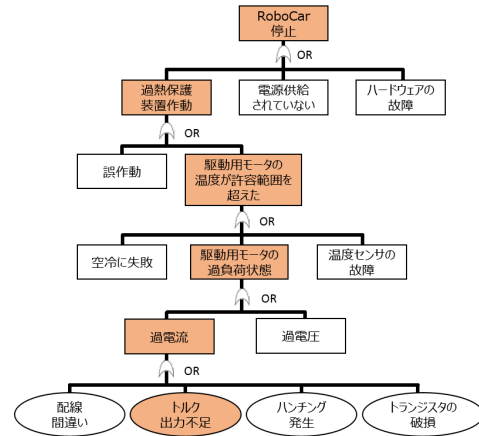 RoboCar
停止
OR
過熱保護
装置作動
電源供給
されていない
ハードウェアの
故障
OR
誤作動
駆動用モータの
温度が許容範囲を
超えた
OR
空冷に失敗
駆動用モータの
過負荷状態
温度センサの
故障
OR
過電流
過電圧
OR
配線
間違い
トルク
出力不足
ハンチング
発生
トランジスタの
破損